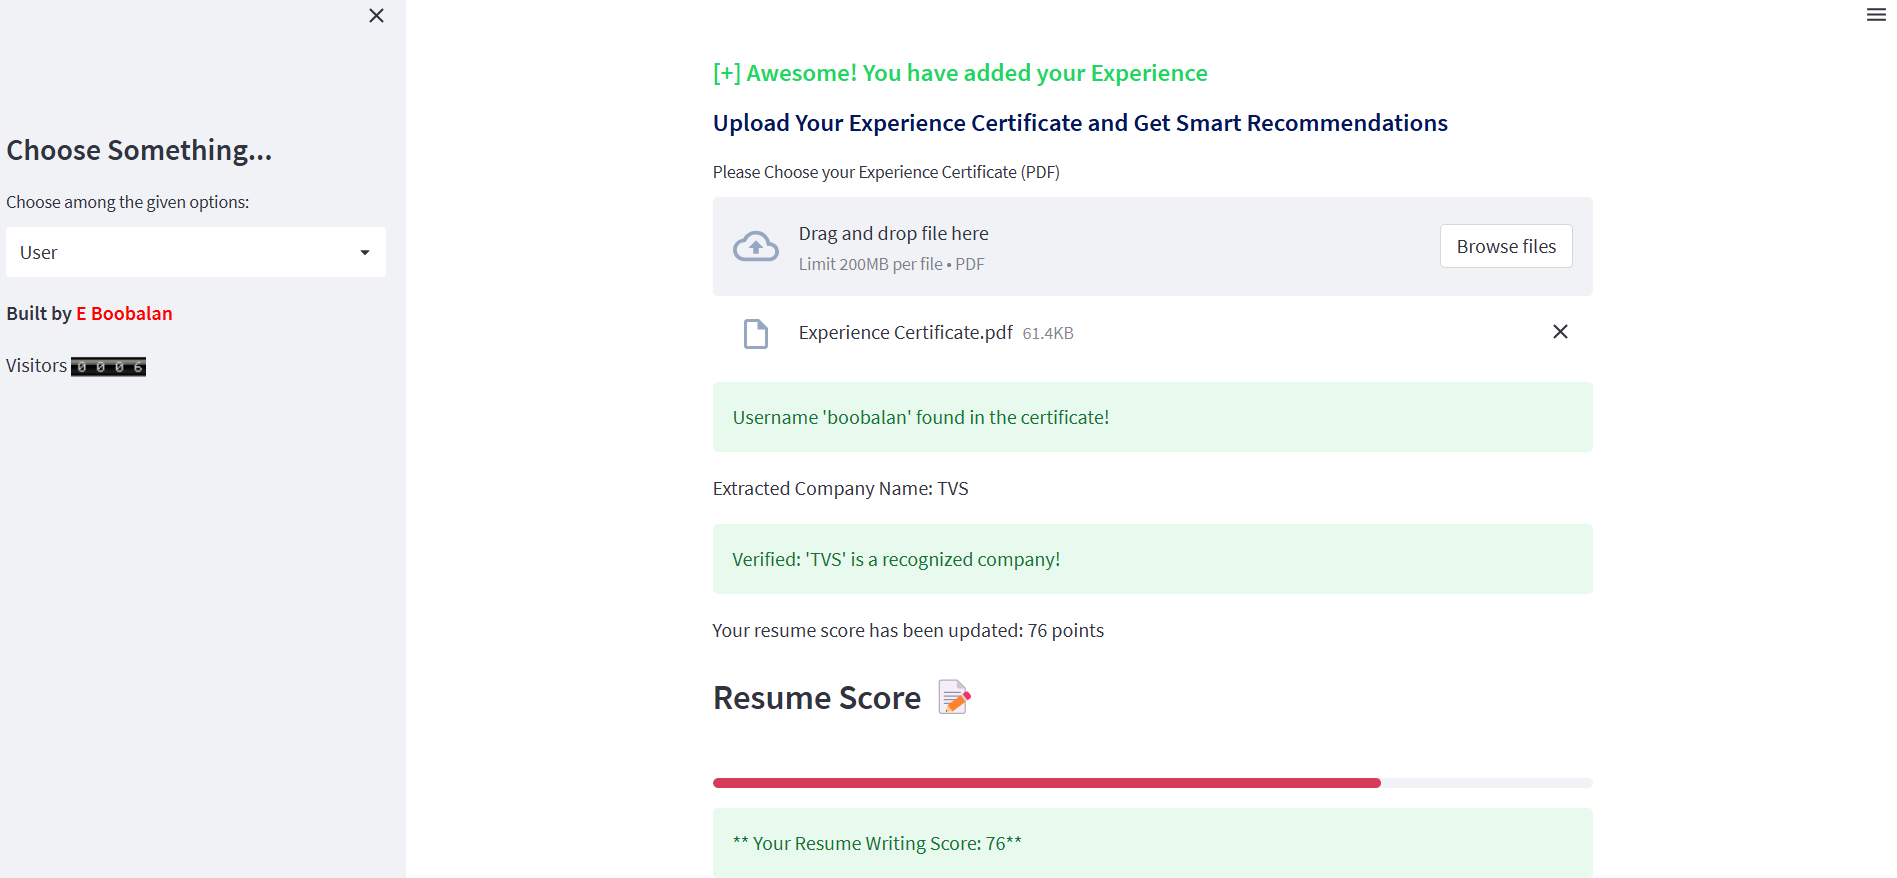 Choose Something...
Choose among the given options:
User
Built by E Boobalan
Visitors 0006
[+] Awesome! You have added your Experience
Upload Your Experience Certificate and Get Smart Recommendations
Please Choose your Experience Certificate (PDF)
Drag and drop file here
Limit 200MB per file • PDF
Browse files
Experience Certificate.pdf 61.4KB
Username 'boobalan' found in the certificate!
Extracted Company Name: TVS
Verified: 'TVS' is a recognized company!
Your resume score has been updated: 76 points
Resume Score
** Your Resume Writing Score: 76**